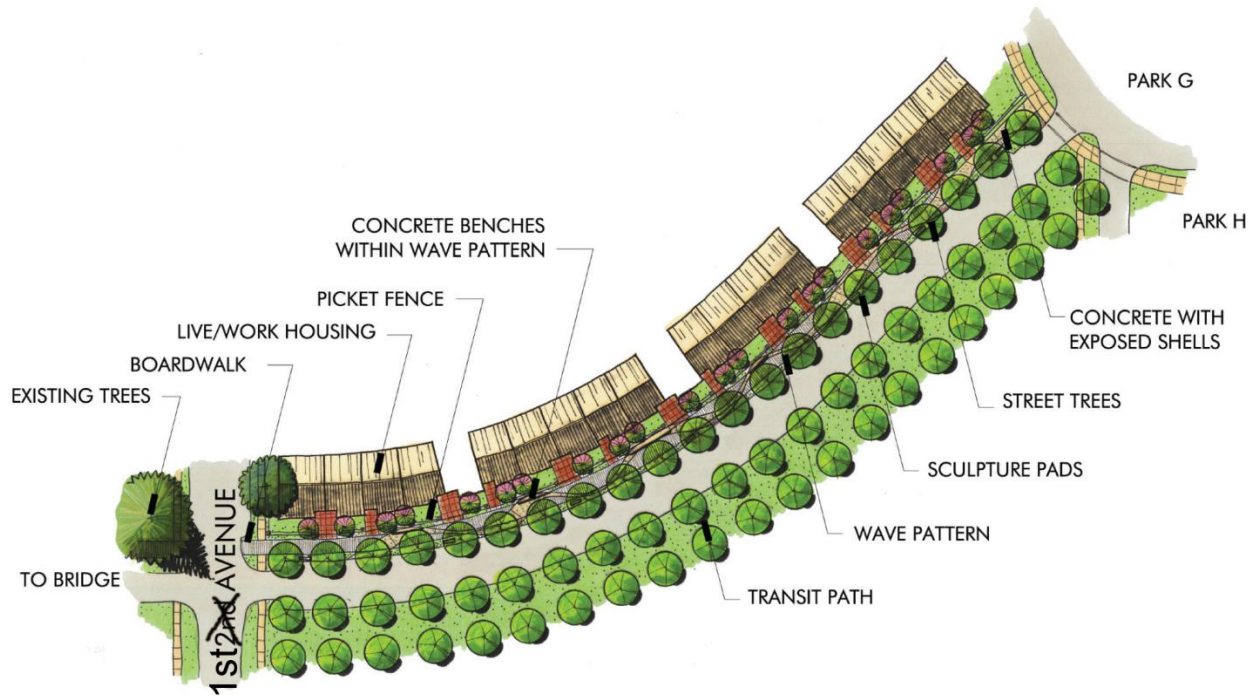 PARK G
PARK H
CONCRETE BENCHES
WITHIN WAVE PATTERN
PICKET FENCE
LIVE/WORK HOUSING
BOARDWALK
EXISTING TREES
CONCRETE WITH
EXPOSED SHELLS
STREET TREES
SCULPTURE PADS
WAVE PATTERN
TRANSIT PATH
TO BRIDGE
1st2nd AVENUE